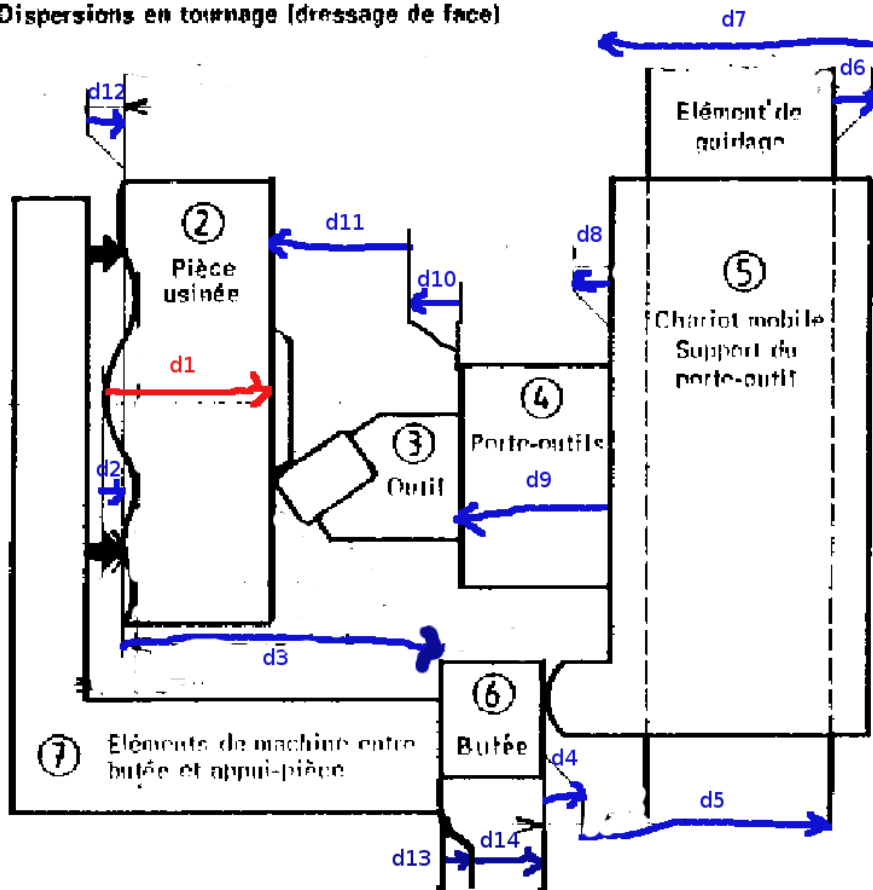 Dispersions en tournage (dressage de face)
d7
d12
d6
Elément de
guidage
②
Pièce
usinée
d11
d8
d10
⑤
Chariot mobile
Support du
porte-outil
d1
④
Porte-outils
③
Outil
d2
d9
d3
⑥
Butée
⑦
Eléments de machine entre
butée et appui-pièce
d4
d5
d13
d14